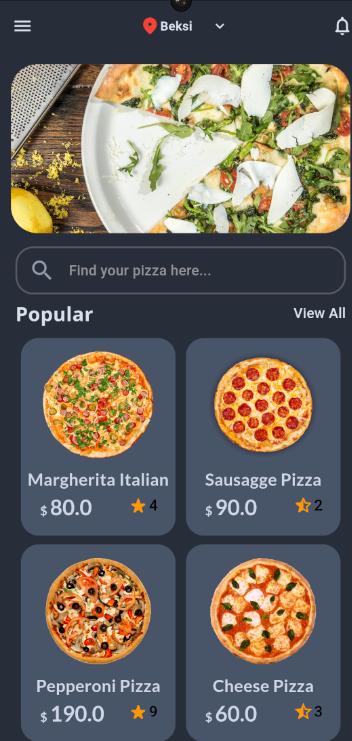 Beksi
Find your pizza here...
Popular View All
Margherita Italian Sausagge Pizza
$ 80.0 4 $ 90.0 2
Pepperoni Pizza Cheese Pizza
$ 190.0 9 $ 60.0 3